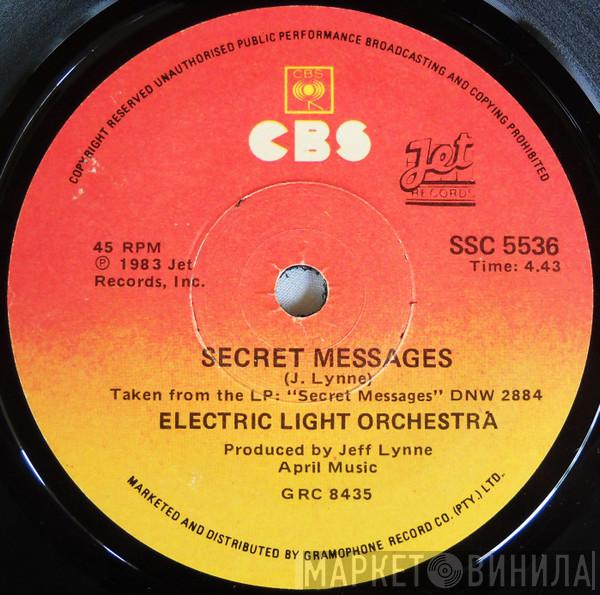 COPYRIGHT RESERVED UNAUTHORISED PUBLIC PERFORMANCE BROADCASTING AND COPYING PROHIBITED
CBS
CBS
Jet
RECORDS
45 RPM
Ⓟ 1983 Jet
Records, Inc.
SSC 5536
Time: 4.43
SECRET MESSAGES
(J. Lynne)
Taken from the LP: "Secret Messages" DNW 2884
ELECTRIC LIGHT ORCHESTRA
Produced by Jeff Lynne
April Music
GRC 8435
MARKETED AND DISTRIBUTED BY GRAMOPHONE RECORD CO. (PTY.) LTD.
МАРКЕТ ВИНИЛА